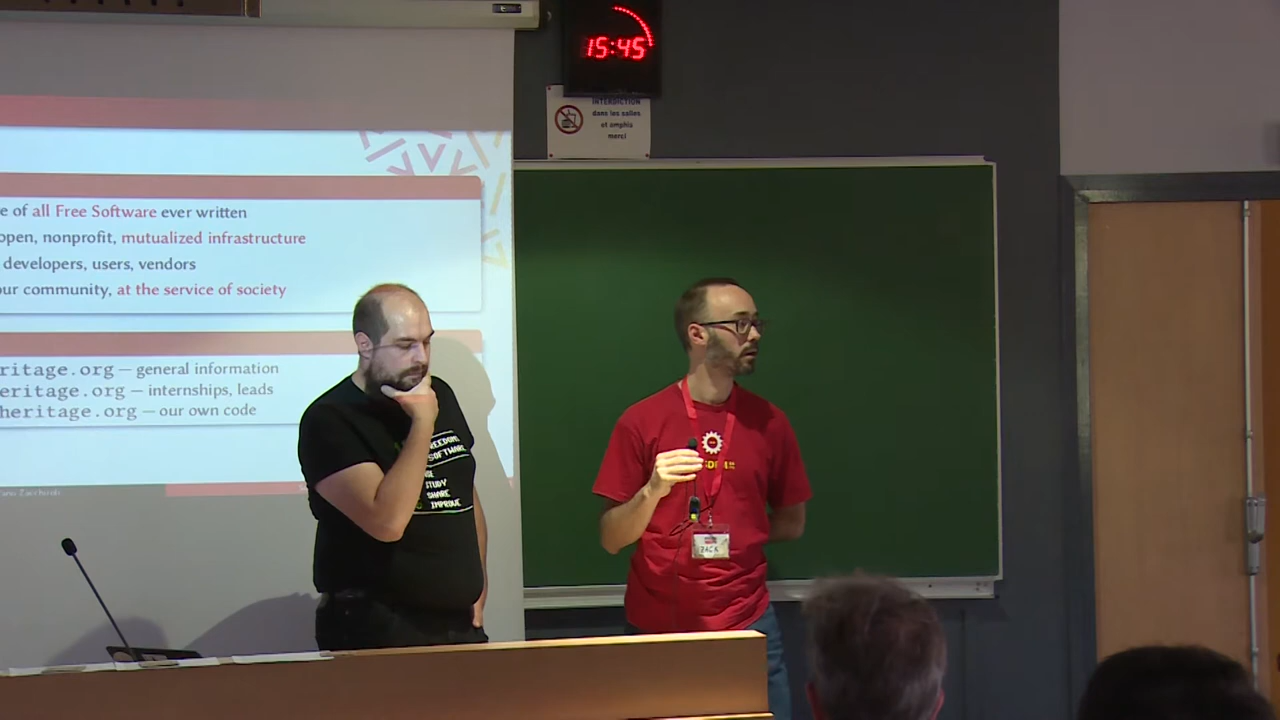 15:45
INTERDICTION
dans les salles
et amphis
merci
e of all Free Software ever written
open, nonprofit, mutualized infrastructure
developers, users, vendors
our community, at the service of society
ritage.org — general information
eritage.org — internships, leads
heritage.org — our own code
REEDOMS
SOFTWARE
STUDY
SHARE
IMPROVE
ZACK